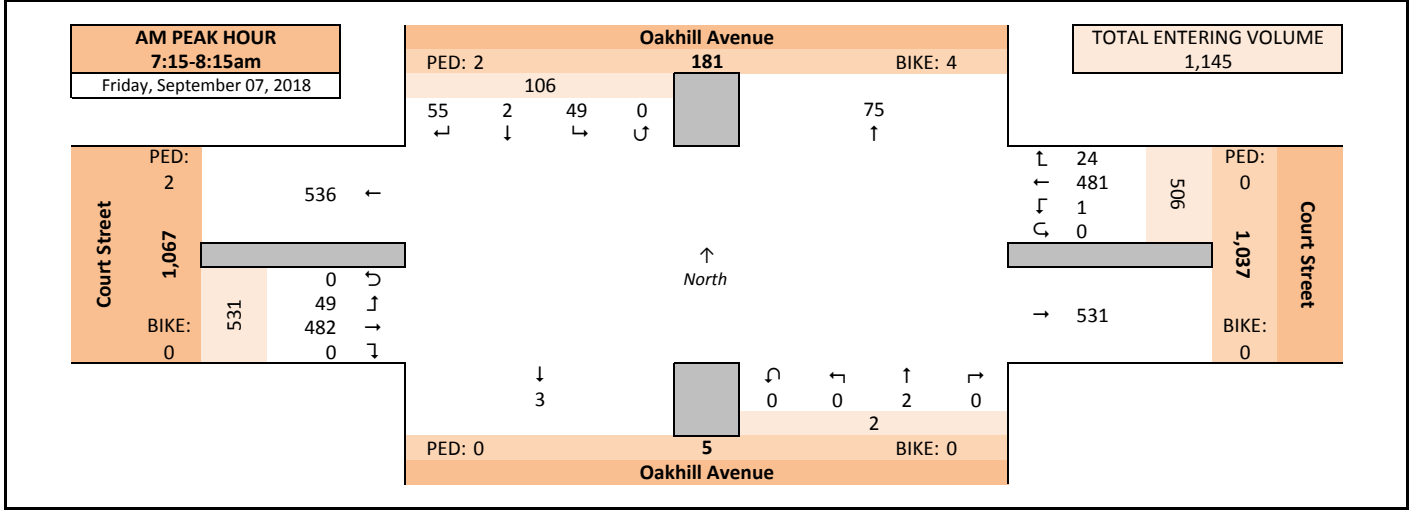 AM PEAK HOUR
7:15-8:15am
Friday, September 07, 2018
Oakhill Avenue
PED: 2 181 BIKE: 4
106
55 2 49 0
↵ ↓ ↳ ↺
75
↑
TOTAL ENTERING VOLUME
1,145
Court Street
PED:
2
1,067
BIKE:
0
536 ←
531
0 ⮌
49 ⮥
482 →
0 ⮧
↑
North
↑ 24
← 481
↓ 1
⮎ 0
506
→ 531
PED:
0
1,037
BIKE:
0
Court Street
↓
3
↶ ↰ ↑ ↱
0 0 2 0
2
PED: 0 5 BIKE: 0
Oakhill Avenue